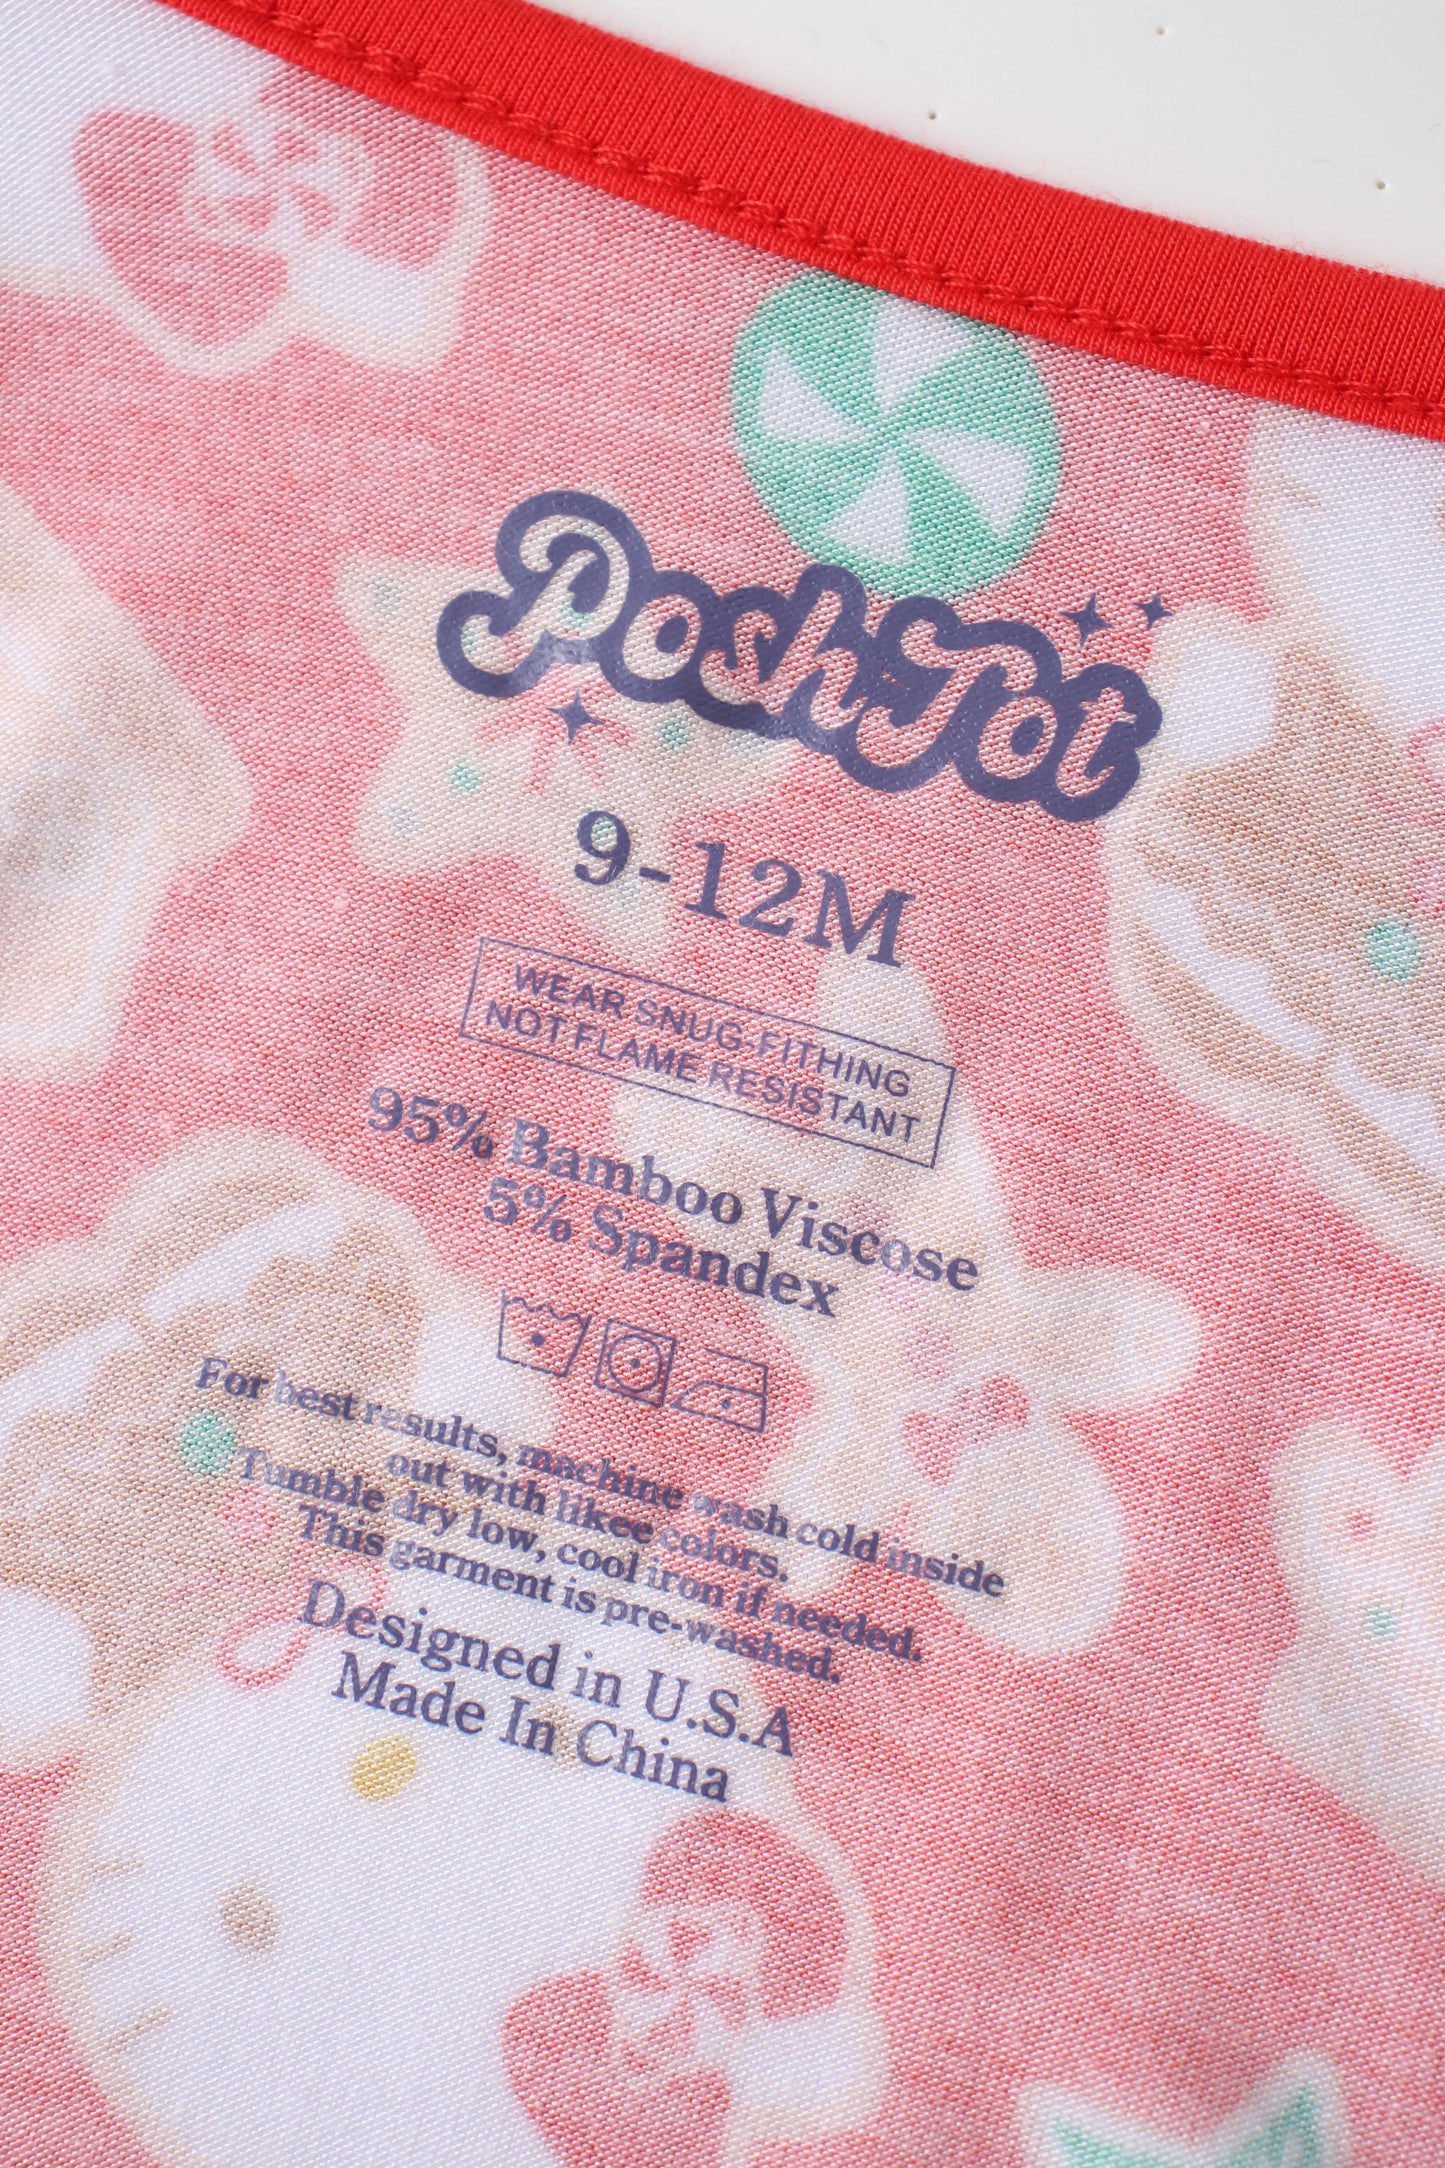 PoshTot
9-12M
WEAR SNUG-FITHING
NOT FLAME RESISTANT
95% Bamboo Viscose
5% Spandex
For best results, machine wash cold inside
out with likee colors.
Tumble dry low, cool iron if needed.
This garment is pre-washed.
Designed in U.S.A
Made In China